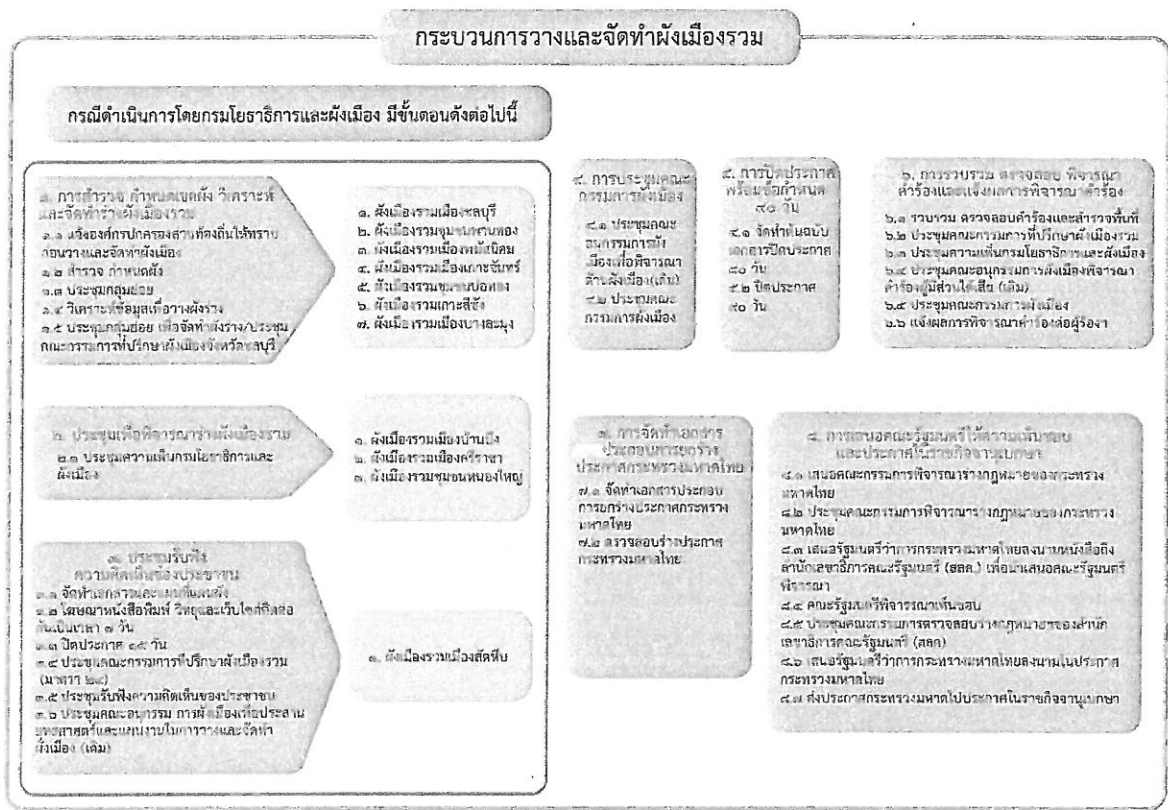 กระบวนการวางและจัดทำผังเมืองรวม
กรณีดำเนินการโดยกรมโยธาธิการและผังเมือง มีขั้นตอนดังต่อไปนี้
๑. การสำรวจ กำหนดเขตผัง วิเคราะห์
และจัดทำร่างผังเมืองรวม
๑.๑ แจ้งองค์กรปกครองส่วนท้องถิ่นให้ทราบ
ก่อนวางและจัดทำผังเมือง
๑.๒ สำรวจ กำหนดผัง
๑.๓ ประชุมกลุ่มย่อย
๑.๔ วิเคราะห์ข้อมูลเพื่อวางผังร่าง
๑.๕ ประชุมกลุ่มย่อย เพื่อจัดทำผังร่าง/ประชุม
คณะกรรมการที่ปรึกษาผังเมืองจังหวัดชลบุรี
๑. ผังเมืองรวมเมืองชลบุรี
๒. ผังเมืองรวมชุมชนพานทอง
๓. ผังเมืองรวมเมืองพนัสนิคม
๔. ผังเมืองรวมเมืองเกาะจันทร์
๕. ผังเมืองรวมชุมชนบ่อทอง
๖. ผังเมืองรวมเกาะสีชัง
๗. ผังเมืองรวมเมืองบางละมุง
๔. การประชุมคณะ
กรรมการผังเมือง
๔.๑ ประชุมคณะ
อนุกรรมการผัง
เมืองเพื่อพิจารณา
ด้านผังเมือง(เดิม)
๔.๒ ประชุมคณะ
กรรมการผังเมือง
๕. การปิดประกาศ
พร้อมข้อกำหนด
๙๐ วัน
๕.๑ จัดทำต้นฉบับ
เอกสารปิดประกาศ
๙๐ วัน
๕.๒ ปิดประกาศ
๙๐ วัน
๖. การรวบรวม ตรวจสอบ พิจารณา
คำร้องและแจ้งผลการพิจารณาคำร้อง
๖.๑ รวบรวม ตรวจสอบคำร้องและสำรวจพื้นที่
๖.๒ ประชุมคณะกรรมการที่ปรึกษาผังเมืองรวม
๖.๓ ประชุมความเห็นกรมโยธาธิการและผังเมือง
๖.๔ ประชุมคณะอนุกรรมการผังเมืองพิจารณา
คำร้องผู้มีส่วนได้เสีย (เดิม)
๖.๕ ประชุมคณะกรรมการผังเมือง
๖.๖ แจ้งผลการพิจารณาคำร้องต่อผู้ร้องฯ
๒. ประชุมเพื่อพิจารณาร่างผังเมืองรวม
๒.๑ ประชุมความเห็นกรมโยธาธิการและ
ผังเมือง
๑. ผังเมืองรวมเมืองบ้านบึง
๒. ผังเมืองรวมเมืองศรีราชา
๓. ผังเมืองรวมชุมชนหนองใหญ่
๓. ประชุมรับฟัง
ความคิดเห็นของประชาชน
๓.๑ จัดทำเอกสารและแผนที่แผนผัง
๓.๒ โฆษณาหนังสือพิมพ์ วิทยุและเว็บไซต์ติดต่อ
กันเป็นเวลา ๗ วัน
๓.๓ ปิดประกาศ ๑๕ วัน
๓.๔ ประชุมคณะกรรมการที่ปรึกษาผังเมืองรวม
(มาตรา ๒๙)
๓.๕ ประชุมรับฟังความคิดเห็นของประชาชน
๓.๖ ประชุมคณะอนุกรรม การผังเมืองเพื่อประสาน
ยุทธศาสตร์และแผนงานในการวางและจัดทำ
ผังเมือง (เดิม)
๑. ผังเมืองรวมเมืองสัตหีบ
๗. การจัดทำเอกสาร
ประกอบการยกร่าง
ประกาศกระทรวงมหาดไทย
๗.๑ จัดทำเอกสารประกอบ
การยกร่างประกาศกระทรวง
มหาดไทย
๗.๒ ตรวจสอบร่างประกาศ
กระทรวงมหาดไทย
๘. การเสนอคณะรัฐมนตรีให้ความเห็นชอบ
และประกาศในราชกิจจานุเบกษา
๘.๑ เสนอคณะกรรมการพิจารณาร่างกฎหมายของกระทรวง
มหาดไทย
๘.๒ ประชุมคณะกรรมการพิจารณาร่างกฎหมายของกระทรวง
มหาดไทย
๘.๓ เสนอรัฐมนตรีว่าการกระทรวงมหาดไทยลงนามหนังสือถึง
สำนักเลขาธิการคณะรัฐมนตรี (สลค.) เพื่อนำเสนอคณะรัฐมนตรี
พิจารณา
๘.๔ คณะรัฐมนตรีพิจารณาเห็นชอบ
๘.๕ ประชุมคณะกรรมการตรวจสอบร่างกฎหมายฯของสำนัก
เลขาธิการคณะรัฐมนตรี (สลค)
๘.๖ เสนอรัฐมนตรีว่าการกระทรวงมหาดไทยลงนามในประกาศ
กระทรวงมหาดไทย
๘.๗ ส่งประกาศกระทรวงมหาดไปประกาศในราชกิจจานุเบกษา